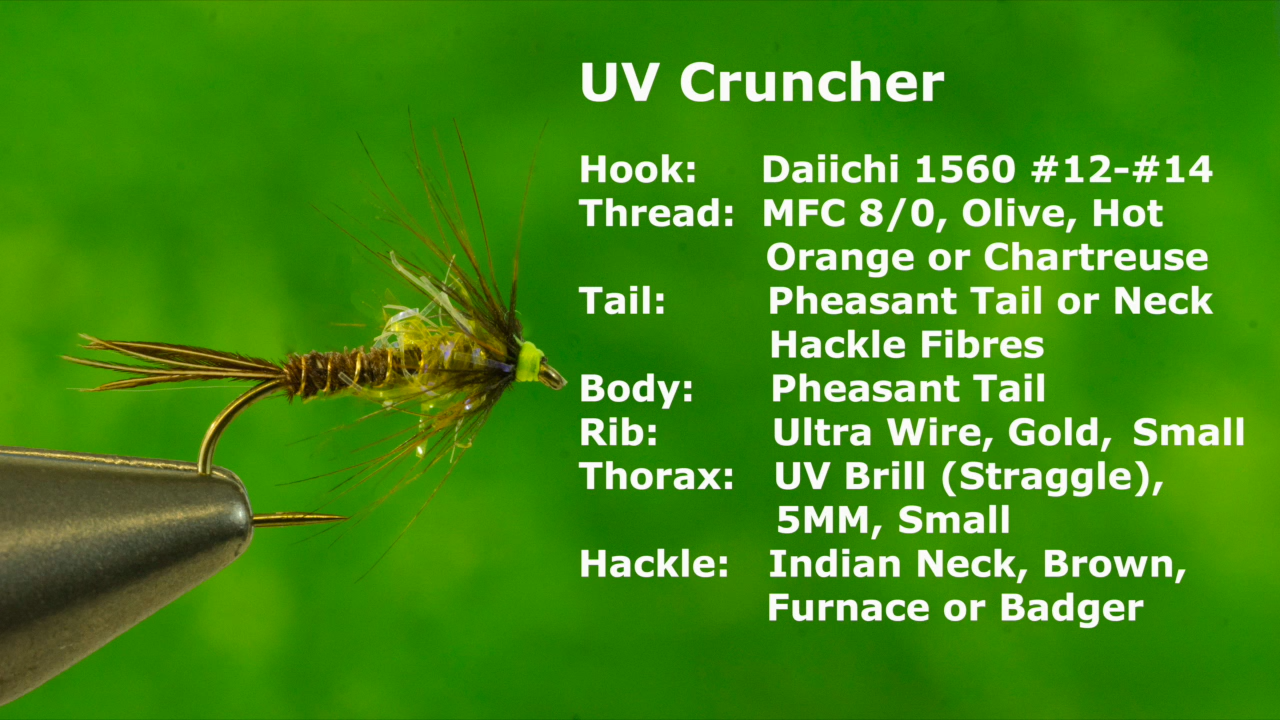 UV Cruncher
Hook: Daiichi 1560 #12-#14
Thread: MFC 8/0, Olive, Hot
Orange or Chartreuse
Tail: Pheasant Tail or Neck
Hackle Fibres
Body: Pheasant Tail
Rib: Ultra Wire, Gold, Small
Thorax: UV Brill (Straggle),
5MM, Small
Hackle: Indian Neck, Brown,
Furnace or Badger